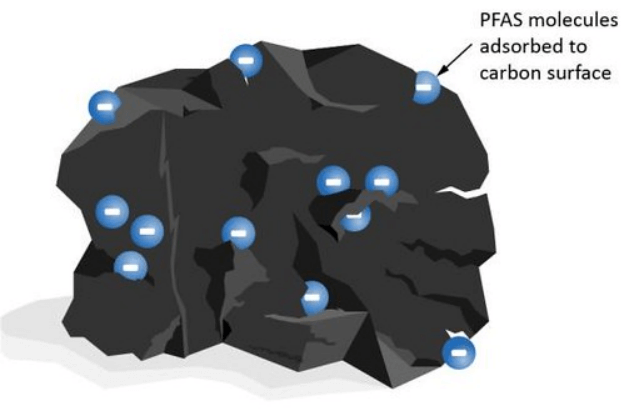 PFAS molecules
adsorbed to
carbon surface